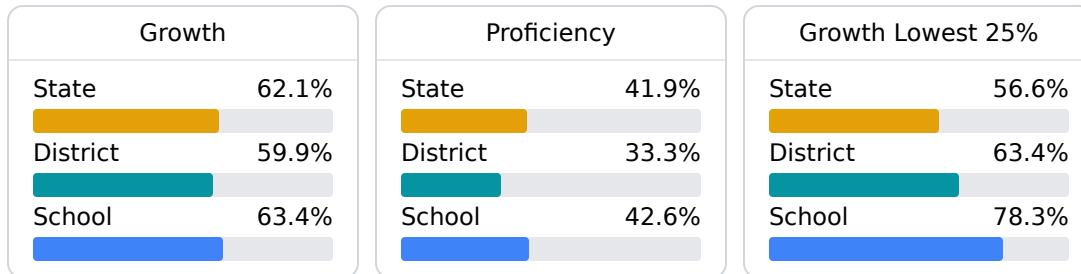 Growth
State 62.1%
District 59.9%
School 63.4%
Proficiency
State 41.9%
District 33.3%
School 42.6%
Growth Lowest 25%
State 56.6%
District 63.4%
School 78.3%